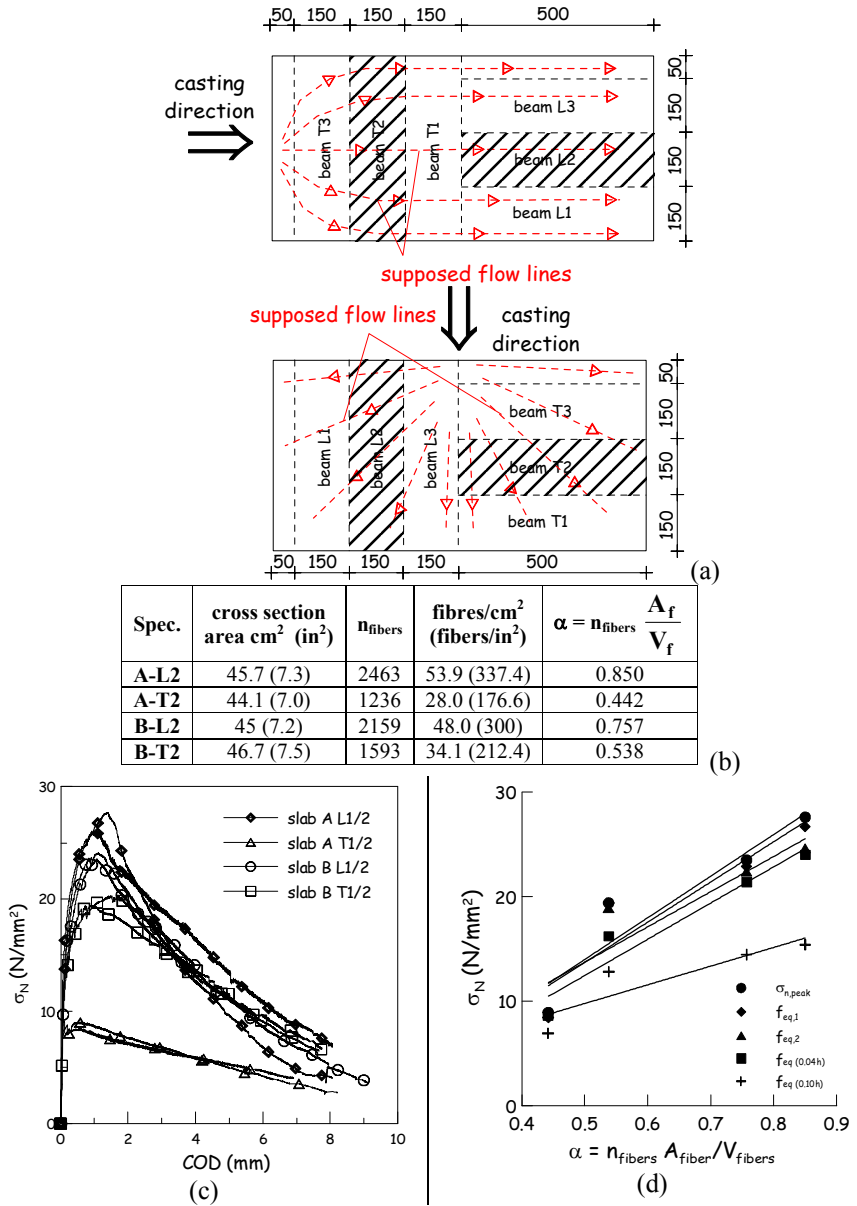 50 150 150 150 500
casting
direction
beam T3
beam T2
beam T1
beam L3
beam L2
beam L1
50
150
150
150
supposed flow lines
supposed flow lines
casting
direction
beam L1
beam L2
beam L3
beam T3
beam T2
beam T1
50
150
150
150
50 150 150 150 500
(a)
Spec. cross section area cm² (in²) n_fibers fibres/cm² (fibers/in²) α = n_fibers A_f / V_f
A-L2 45.7 (7.3) 2463 53.9 (337.4) 0.850
A-T2 44.1 (7.0) 1236 28.0 (176.6) 0.442
B-L2 45 (7.2) 2159 48.0 (300) 0.757
B-T2 46.7 (7.5) 1593 34.1 (212.4) 0.538
(b)
30
20
10
0
σN (N/mm²)
slab A L1/2
slab A T1/2
slab B L1/2
slab B T1/2
0 2 4 6 8 10
COD (mm)
(c)
30
20
10
0
σN (N/mm²)
σn,peak
feq,1
feq,2
feq (0.04h)
feq (0.10h)
0.4 0.5 0.6 0.7 0.8 0.9
α = n_fibers A_fiber/V_fibers
(d)